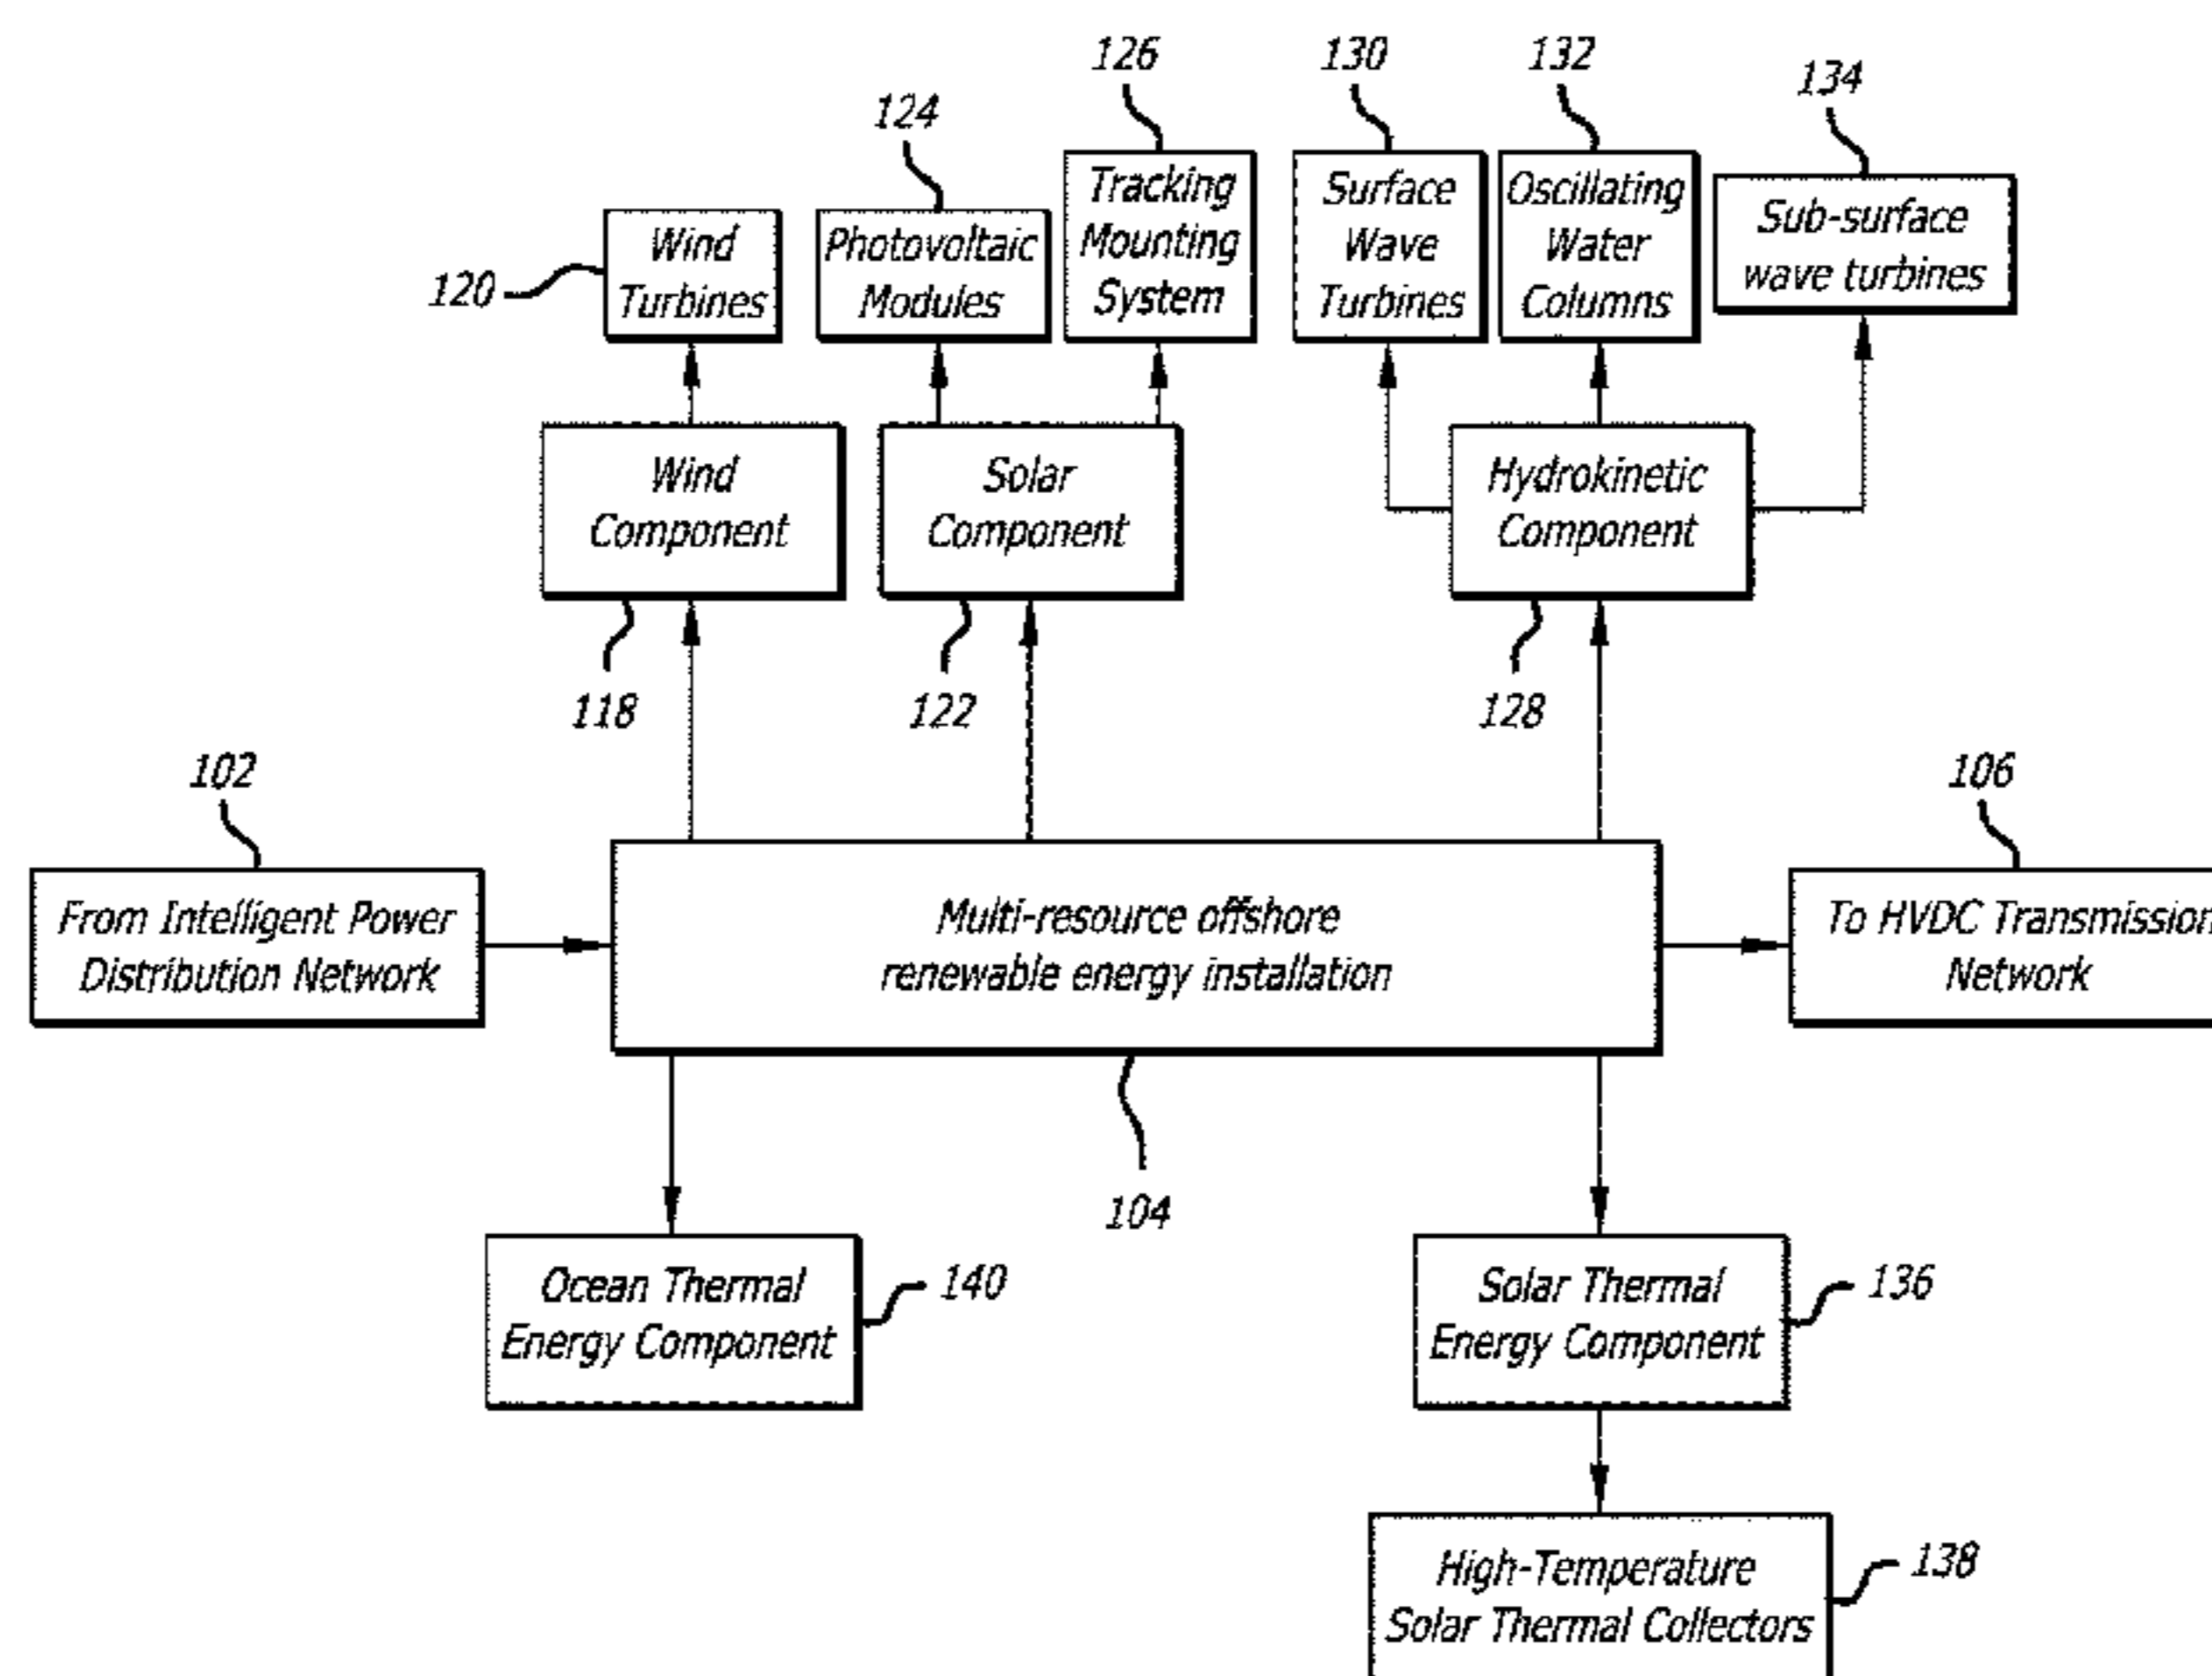 126
130
132
134
124
Tracking
Mounting
System
Surface
Wave
Turbines
Oscillating
Water
Columns
Sub-surface
wave turbines
120
Wind
Turbines
Photovoltaic
Modules
Wind
Component
Solar
Component
Hydrokinetic
Component
118
122
128
102
106
From Intelligent Power
Distribution Network
Multi-resource offshore
renewable energy installation
To HVDC Transmission
Network
104
Ocean Thermal
Energy Component
140
Solar Thermal
Energy Component
136
High-Temperature
Solar Thermal Collectors
138